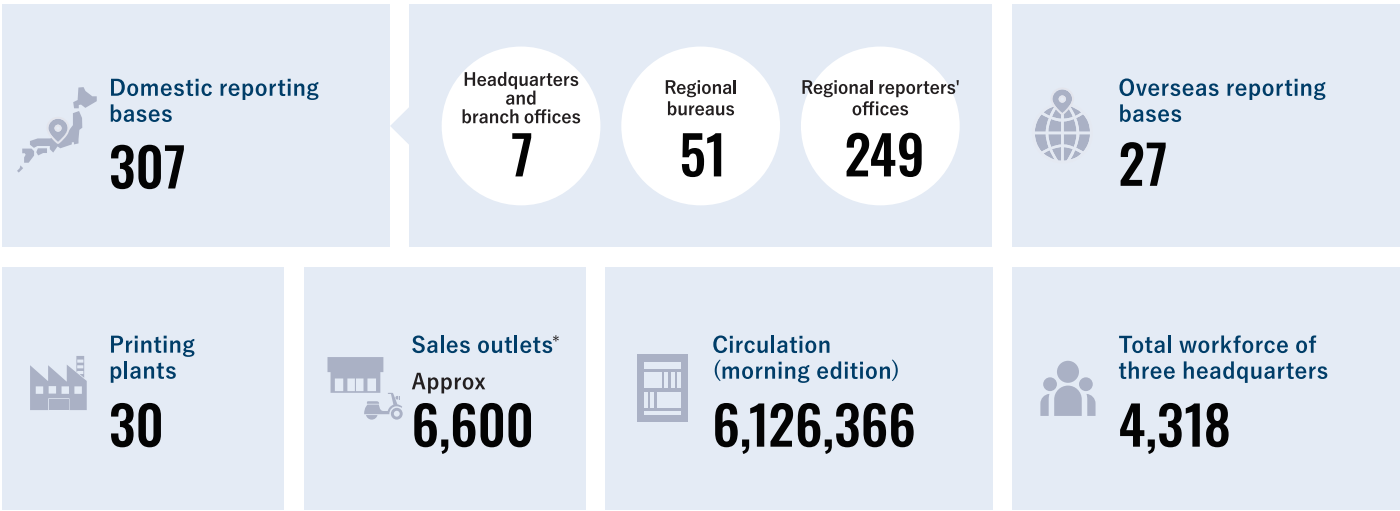 Domestic reporting
bases
307
Headquarters
and
branch offices
7
Regional
bureaus
51
Regional reporters'
offices
249
Overseas reporting
bases
27
Printing
plants
30
Sales outlets*
Approx
6,600
Circulation
(morning edition)
6,126,366
Total workforce of
three headquarters
4,318